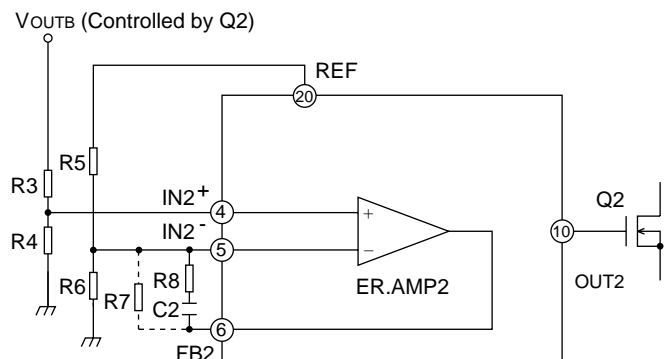 VOUTB (Controlled by Q2)
REF
20
R5
R3
IN2+
4
Q2
R4
IN2-
5
10
R8
R6
R7
C2
ER.AMP2
OUT2
6
FB2
+
−